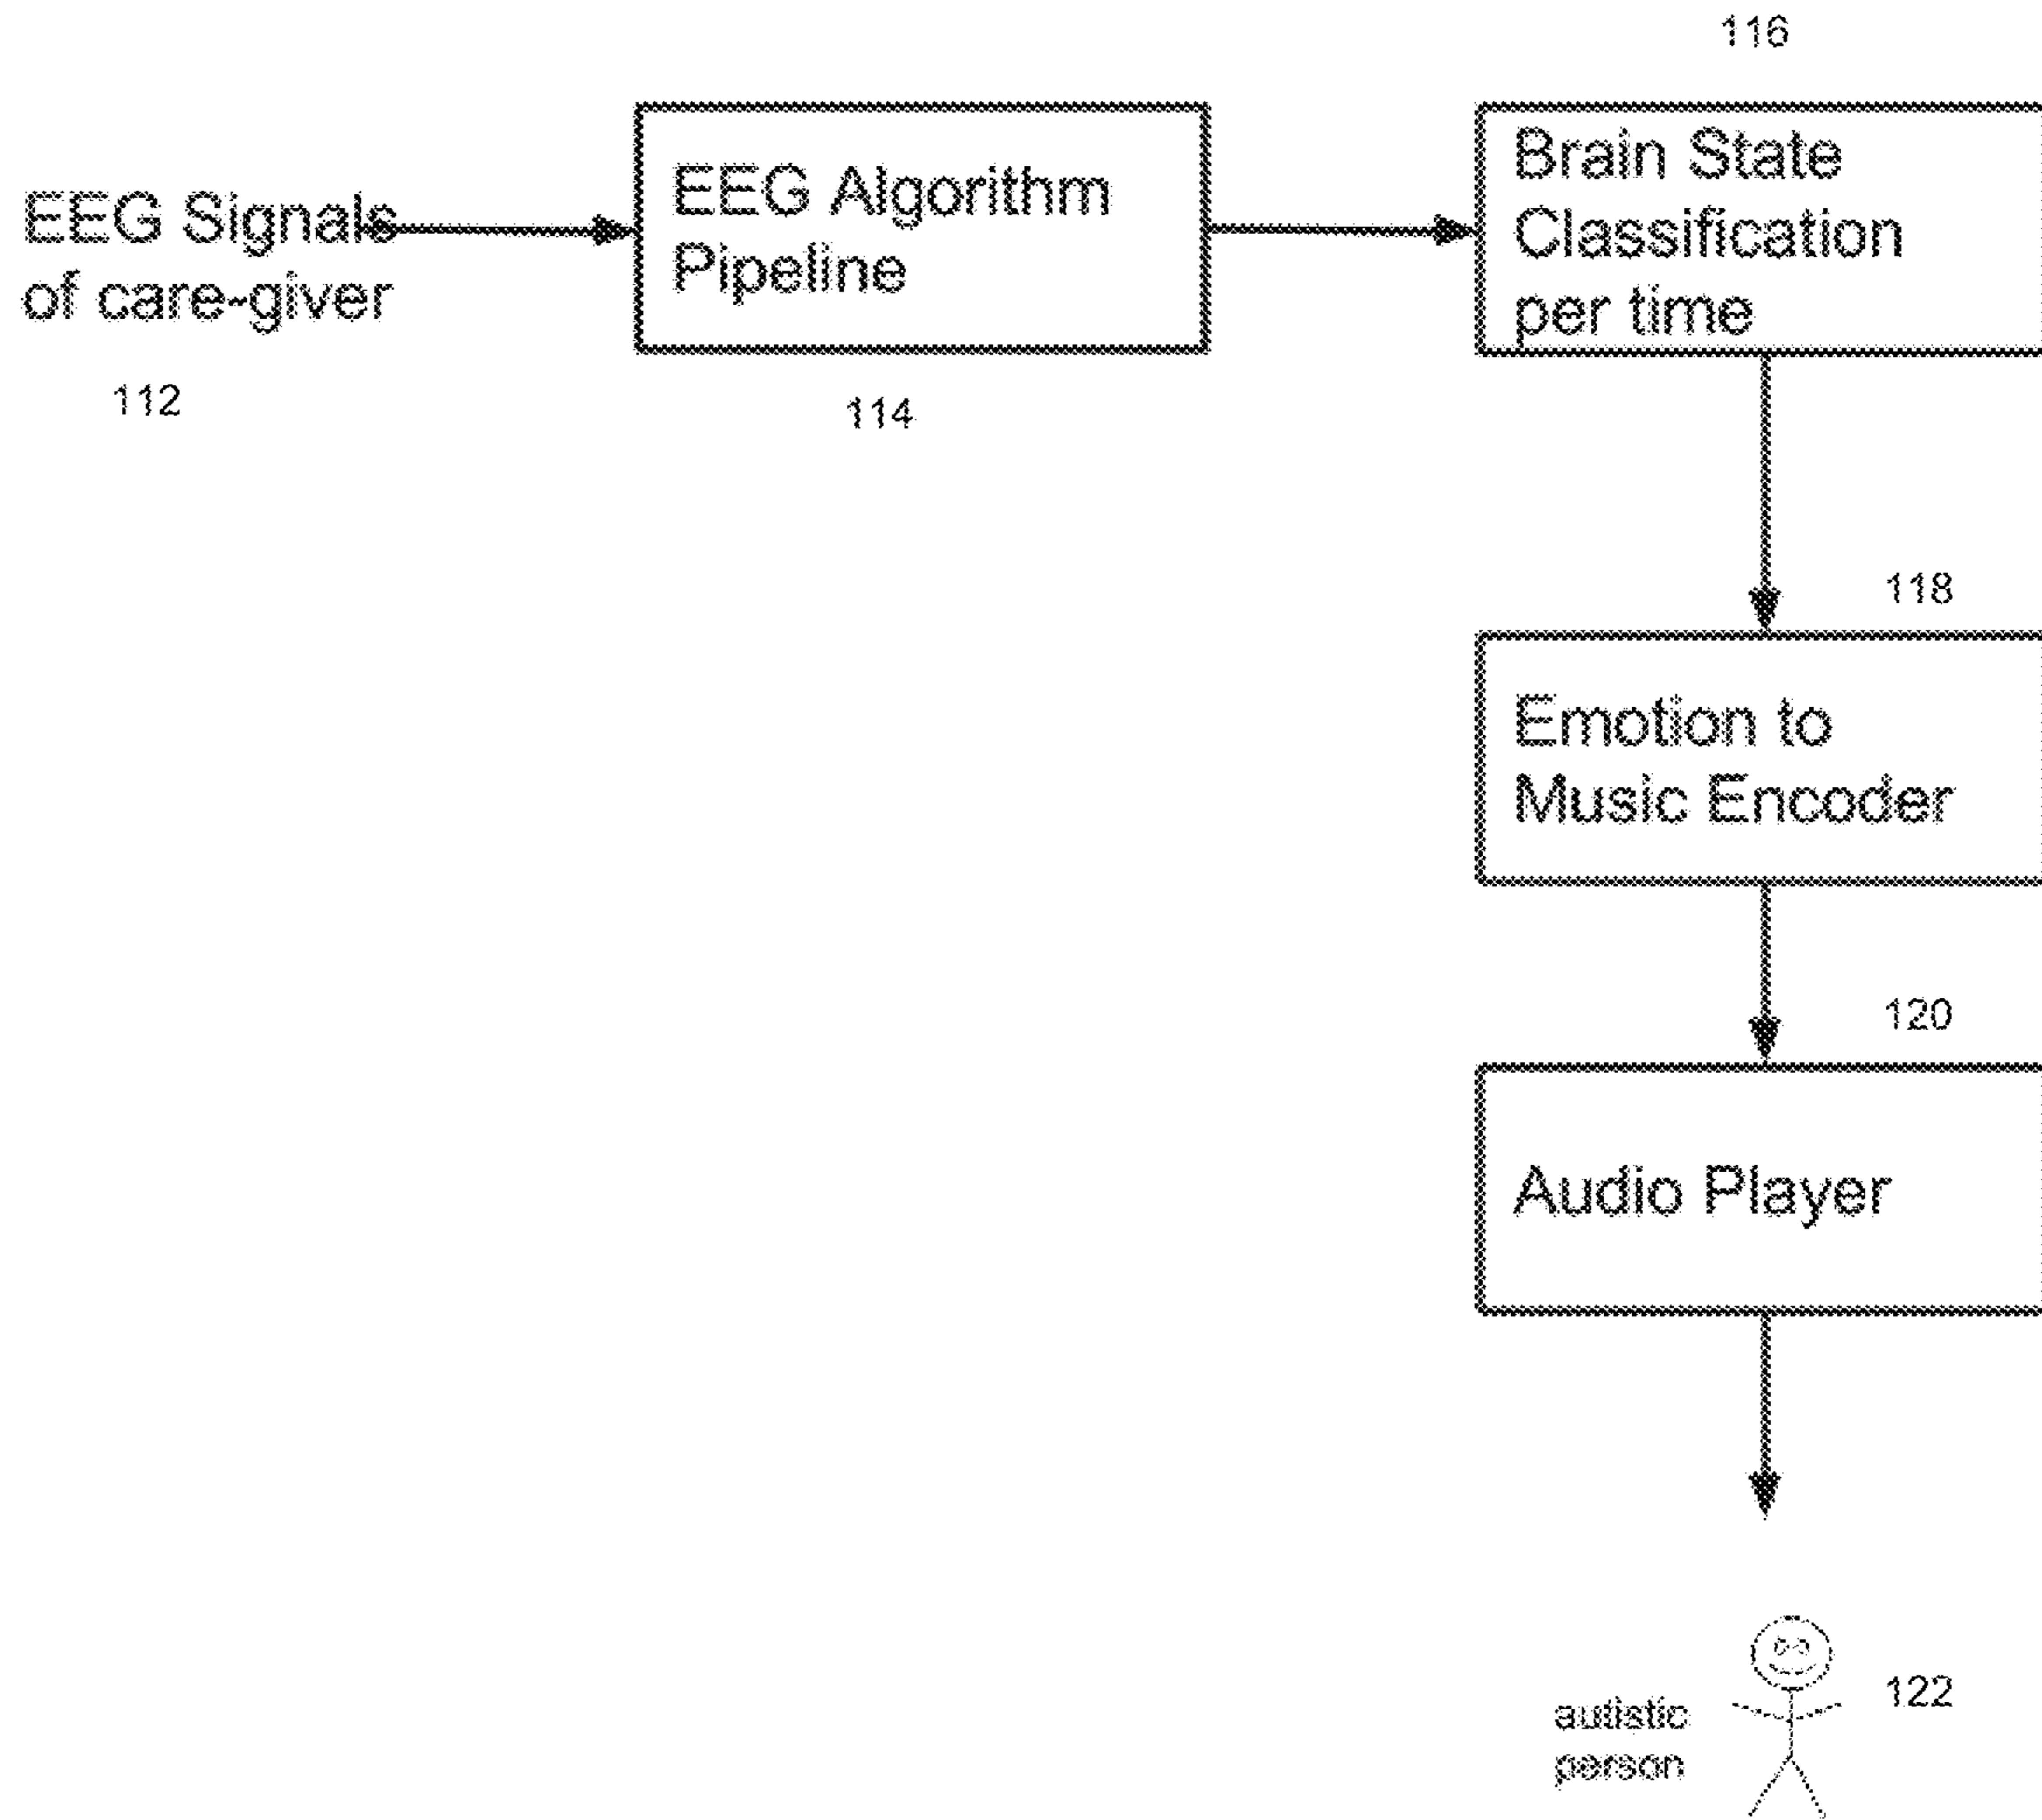 116
EEG Signals
of care-giver
112
EEG Algorithm
Pipeline
114
Brain State
Classification
per time
118
Emotion to
Music Encoder
120
Audio Player
autistic
person
122